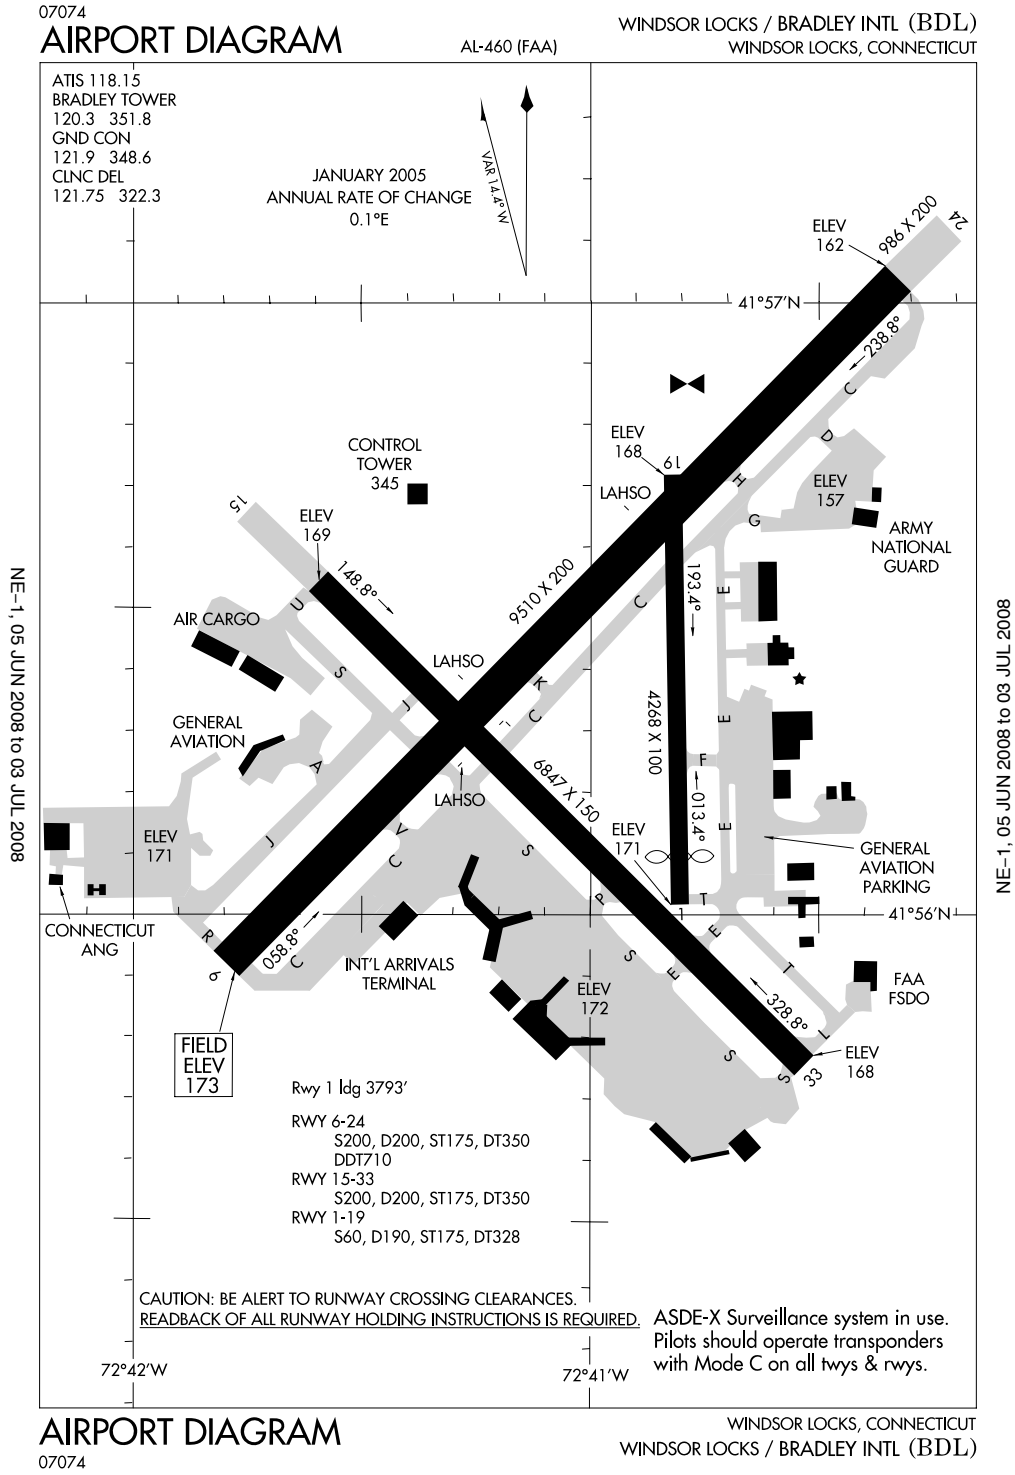 07074
AIRPORT DIAGRAM
AL-460 (FAA)
WINDSOR LOCKS / BRADLEY INTL (BDL)
WINDSOR LOCKS, CONNECTICUT
ATIS 118.15
BRADLEY TOWER
120.3 351.8
GND CON
121.9 348.6
CLNC DEL
121.75 322.3
JANUARY 2005
ANNUAL RATE OF CHANGE
0.1°E
VAR 14.4° W
ELEV
162
986 X 200
24
41°57'N
238.8°
C
D
ELEV
168
19
LAHSO
H
G
ELEV
157
ARMY
NATIONAL
GUARD
CONTROL
TOWER
345
15
ELEV
169
148.8°
9510 X 200
193.4°
C
E
U
AIR CARGO
S
J
LAHSO
K
C
4268 X 100
E
F
GENERAL
AVIATION
A
6847 X 150
LAHSO
013.4°
E
ELEV
171
J
V
C
S
ELEV
171
GENERAL
AVIATION
PARKING
P
1
T
41°56'N
CONNECTICUT
ANG
R
6
058.8°
C
INT'L ARRIVALS
TERMINAL
S
E
E
T
ELEV
172
328.8°
L
FAA
FSDO
S
S
33
ELEV
168
FIELD
ELEV
173
Rwy 1 ldg 3793'
RWY 6-24
S200, D200, ST175, DT350
DDT710
RWY 15-33
S200, D200, ST175, DT350
RWY 1-19
S60, D190, ST175, DT328
CAUTION: BE ALERT TO RUNWAY CROSSING CLEARANCES.
READBACK OF ALL RUNWAY HOLDING INSTRUCTIONS IS REQUIRED.
ASDE-X Surveillance system in use.
Pilots should operate transponders
with Mode C on all twys & rwys.
72°42'W
72°41'W
NE-1, 05 JUN 2008 to 03 JUL 2008
NE-1, 05 JUN 2008 to 03 JUL 2008
AIRPORT DIAGRAM
07074
WINDSOR LOCKS, CONNECTICUT
WINDSOR LOCKS / BRADLEY INTL (BDL)